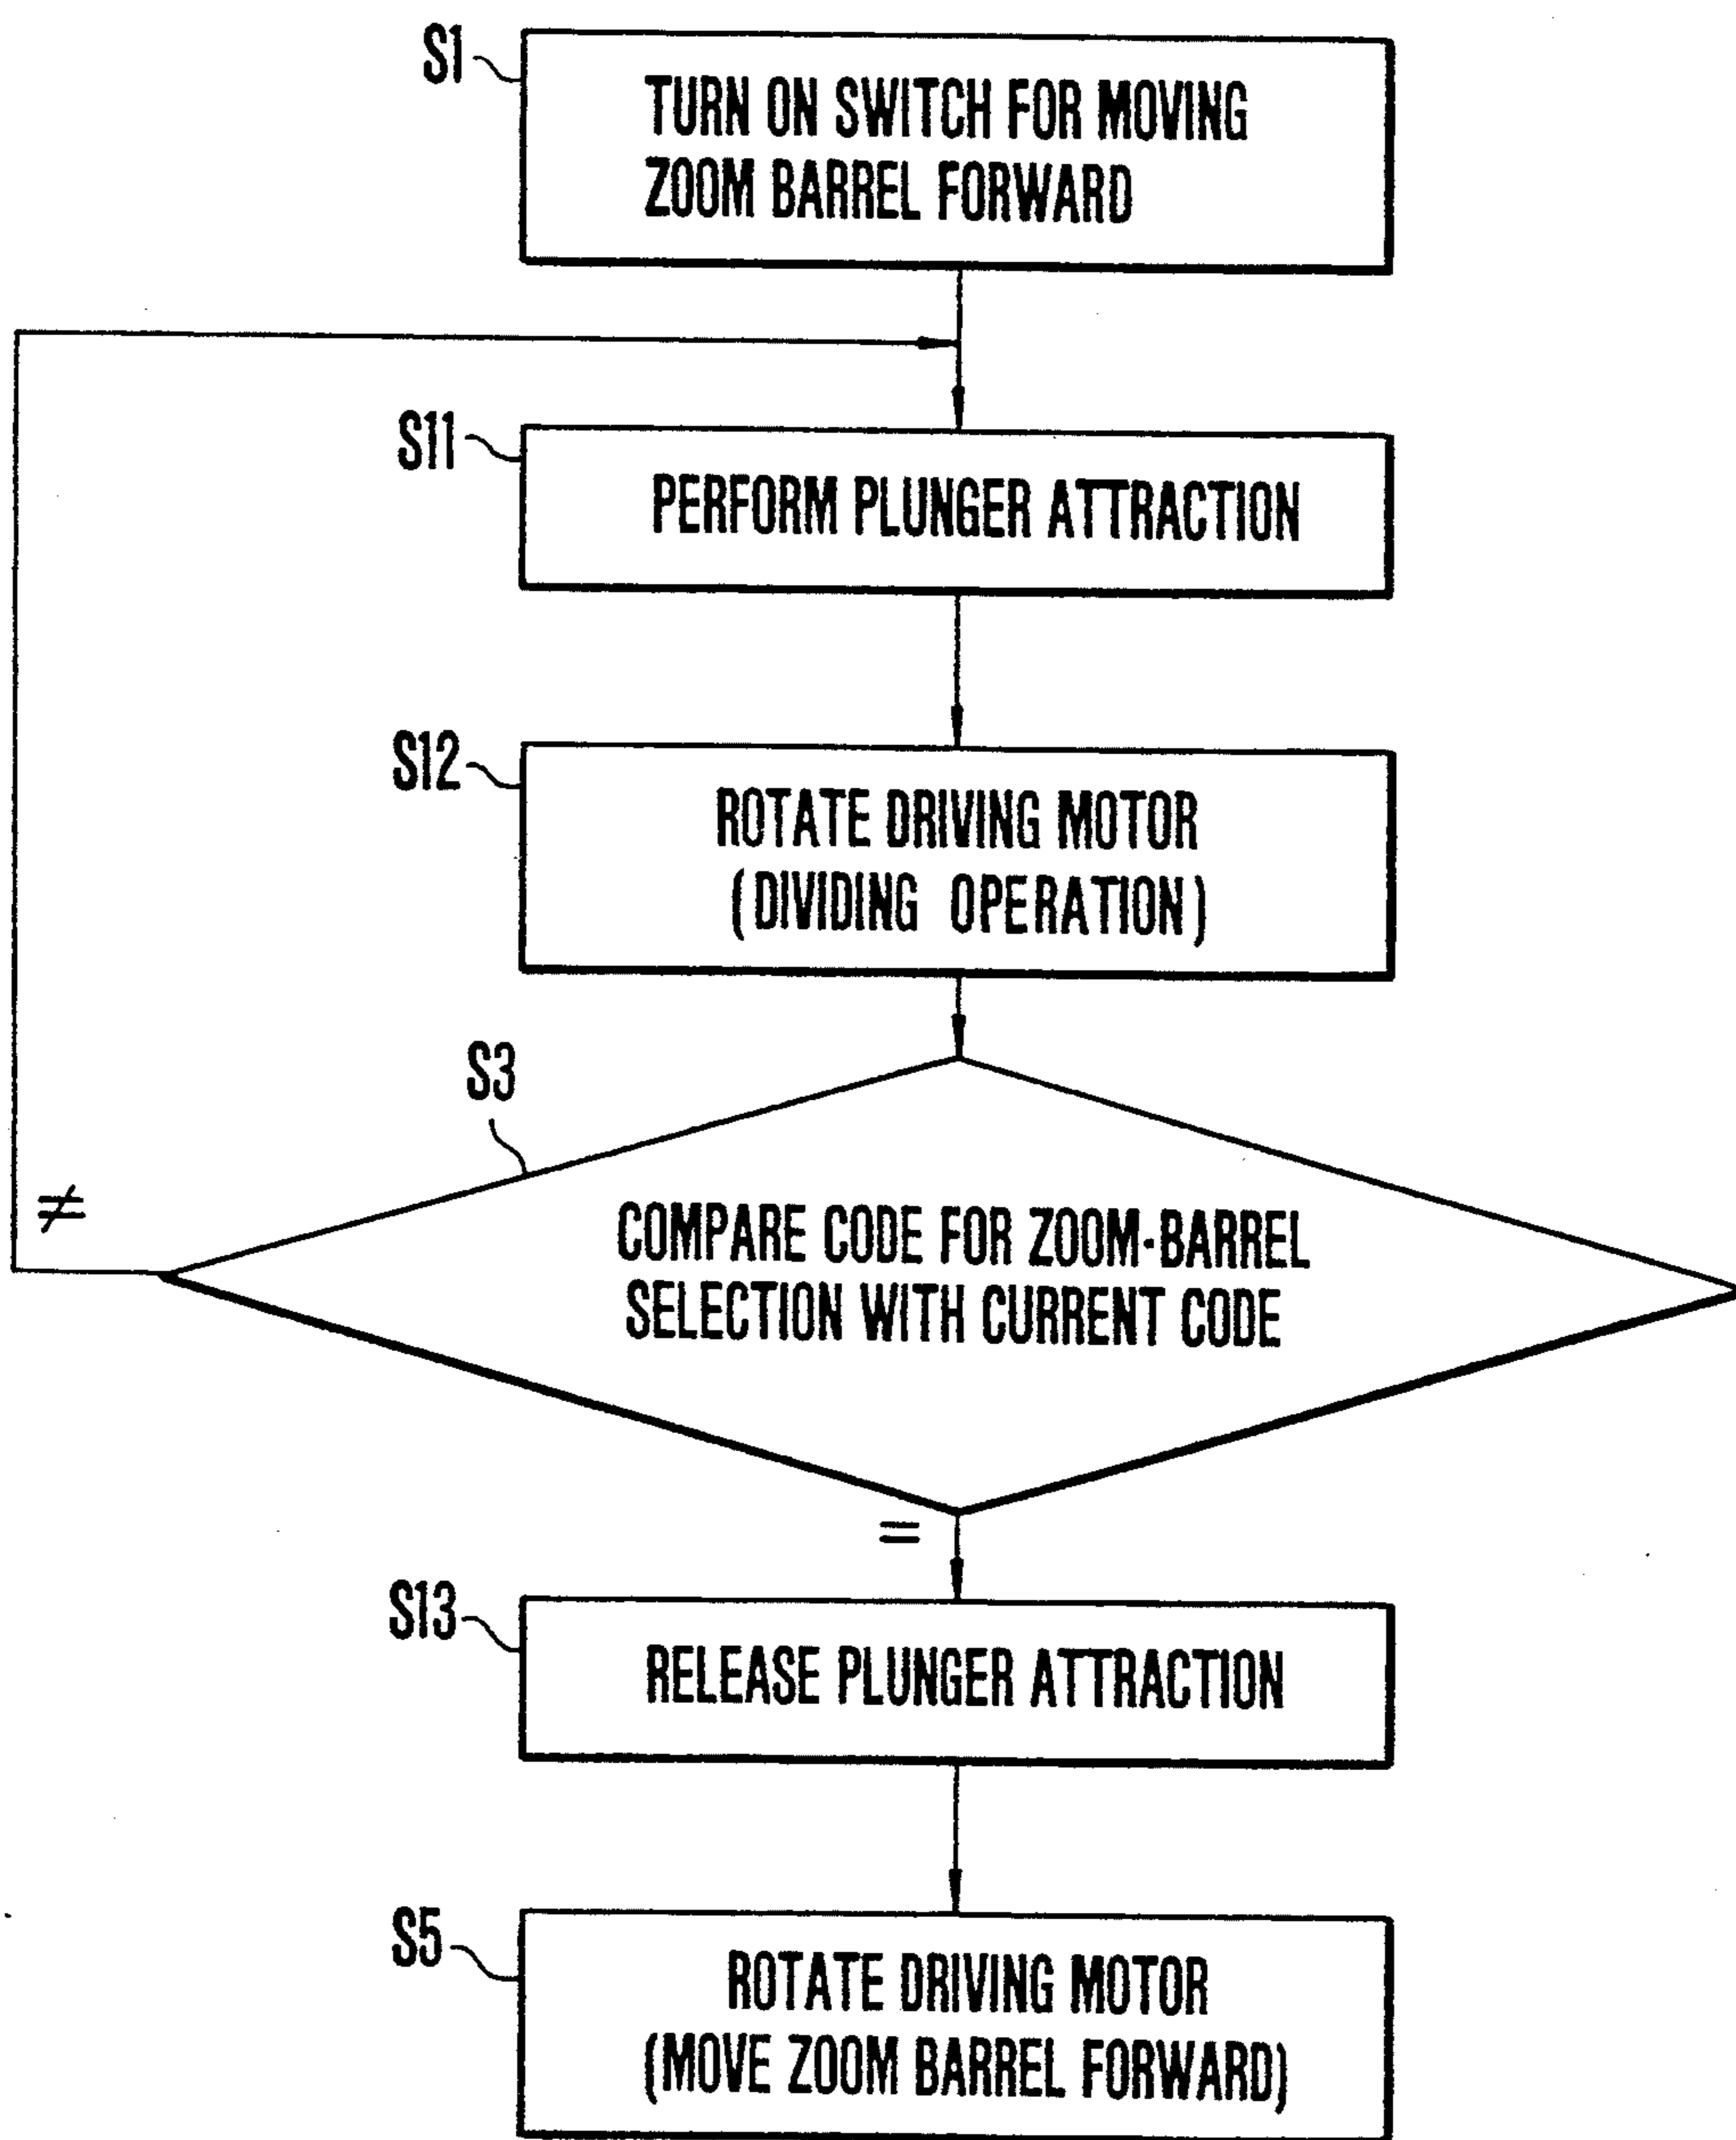 S1
TURN ON SWITCH FOR MOVING
ZOOM BARREL FORWARD
S11
PERFORM PLUNGER ATTRACTION
S12
ROTATE DRIVING MOTOR
(DIVIDING OPERATION)
S3
≠
COMPARE CODE FOR ZOOM-BARREL
SELECTION WITH CURRENT CODE
=
S13
RELEASE PLUNGER ATTRACTION
S5
ROTATE DRIVING MOTOR
(MOVE ZOOM BARREL FORWARD)